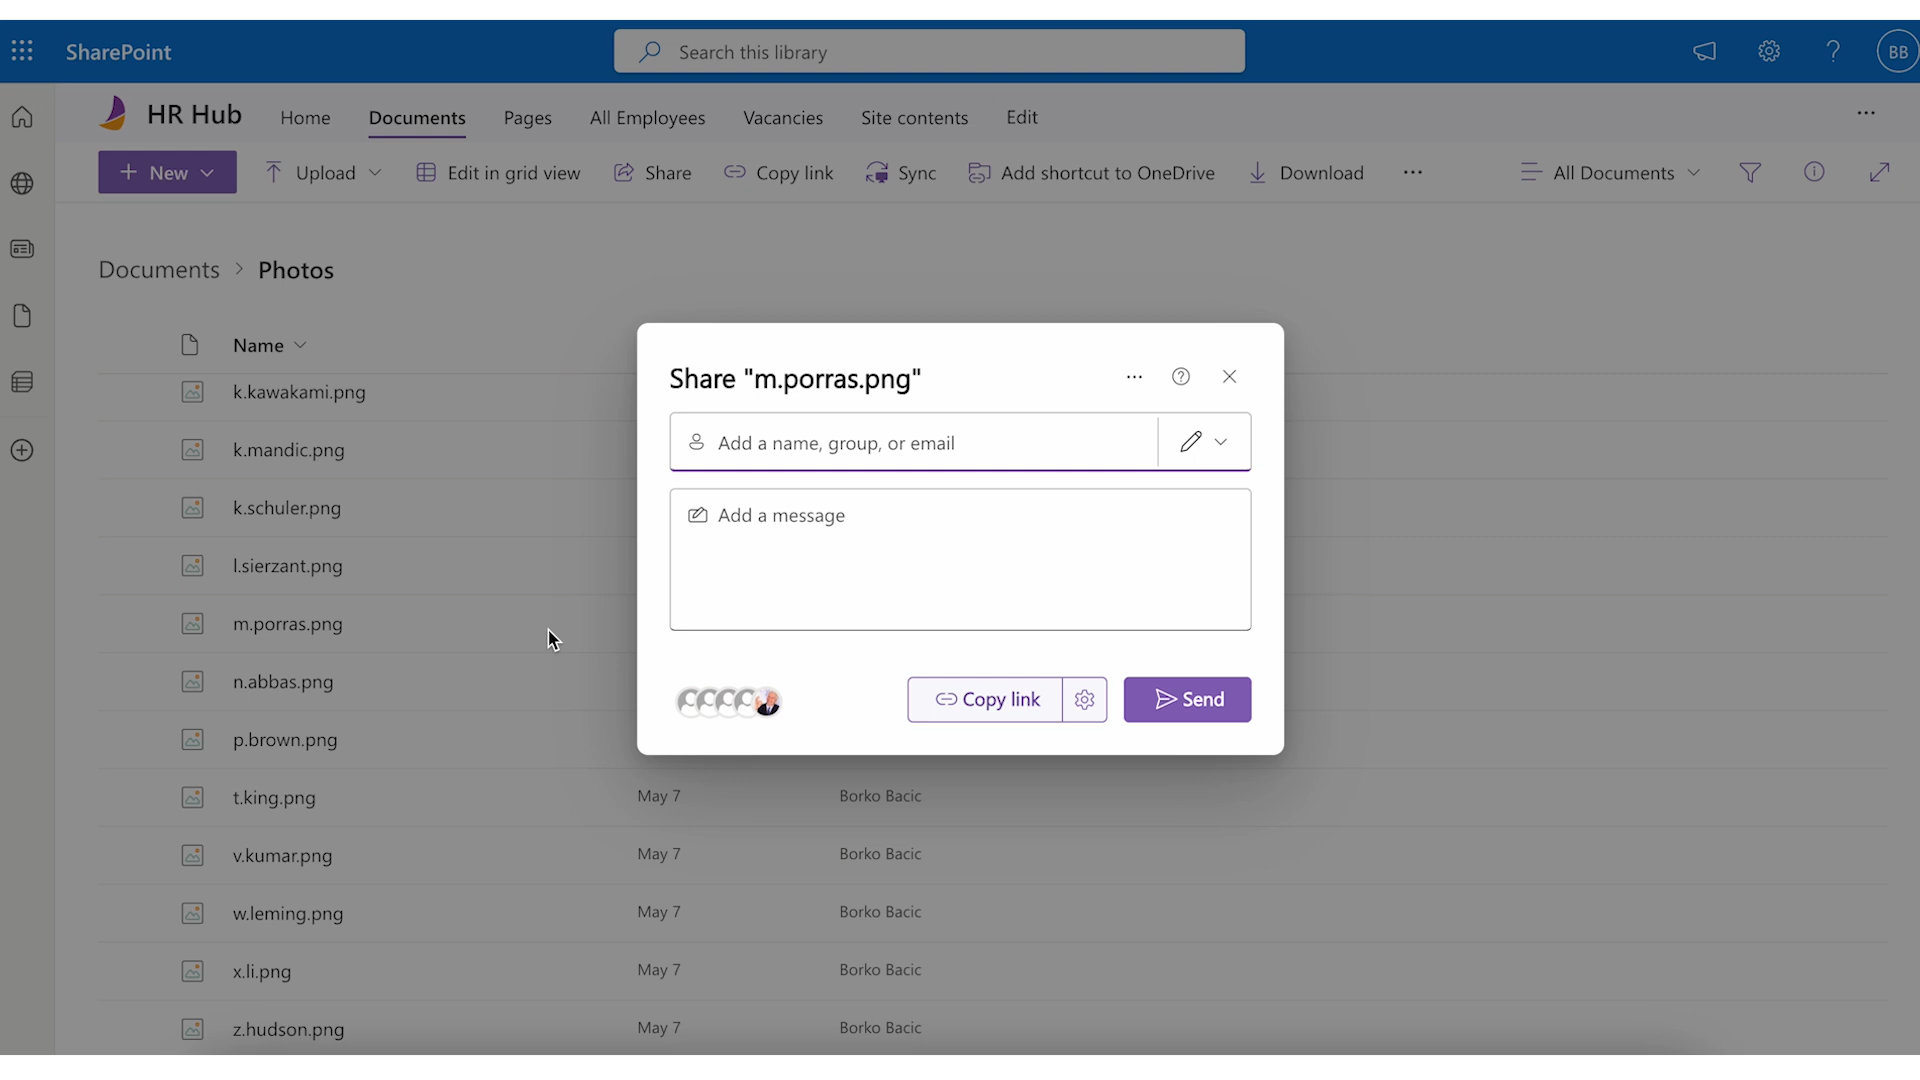 SharePoint
Search this library
BB
HR Hub
Home
Documents
Pages
All Employees
Vacancies
Site contents
Edit
New
Upload
Edit in grid view
Share
Copy link
Sync
Add shortcut to OneDrive
Download
All Documents
Documents > Photos
Name
k.kawakami.png
k.mandic.png
k.schuler.png
l.sierzant.png
m.porras.png
n.abbas.png
p.brown.png
t.king.png May 7 Borko Bacic
v.kumar.png May 7 Borko Bacic
w.leming.png May 7 Borko Bacic
x.li.png May 7 Borko Bacic
z.hudson.png May 7 Borko Bacic
Share "m.porras.png"
Add a name, group, or email
Add a message
Copy link
Send